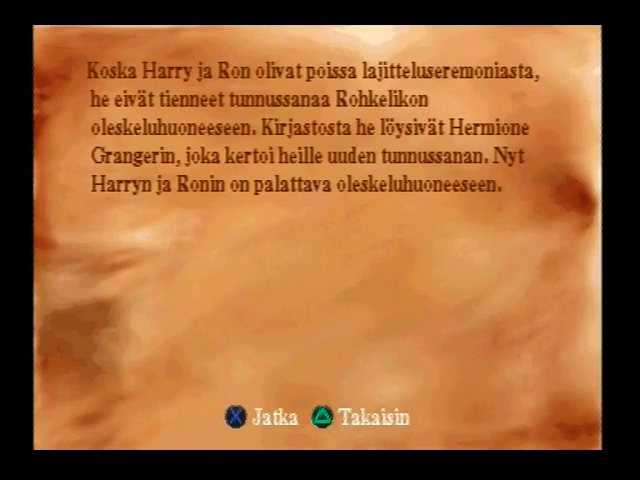 Koska Harry ja Ron olivat poissa lajitteluseremoniasta,
he eivät tienneet tunnussanaa Rohkelikon
oleskeluhuoneeseen. Kirjastosta he löysivät Hermione
Grangerin, joka kertoi heille uuden tunnussanan. Nyt
Harryn ja Ronin on palattava oleskeluhuoneeseen.
Jatka Takaisin